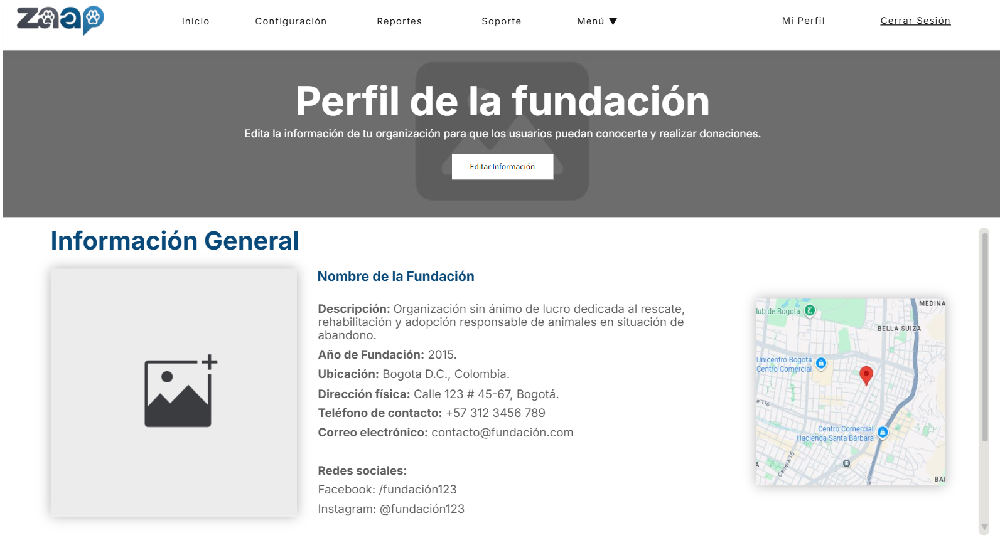 zaap
Inicio Configuración Reportes Soporte Menú ▼ Mi Perfil Cerrar Sesión
Perfil de la fundación
Edita la información de tu organización para que los usuarios puedan conocerte y realizar donaciones.
Editar Información
Información General
Nombre de la Fundación
Descripción: Organización sin ánimo de lucro dedicada al rescate,
rehabilitación y adopción responsable de animales en situación de
abandono.
Año de Fundación: 2015.
Ubicación: Bogota D.C., Colombia.
Dirección física: Calle 123 # 45-67, Bogotá.
Teléfono de contacto: +57 312 3456 789
Correo electrónico: contacto@fundación.com
Redes sociales:
Facebook: /fundación123
Instagram: @fundación123
MEDINA
lub de Bogotá
BELLA SUIZA
Unicentro Bogotá
Centro Comercial
e 116
Centro Comercial
Hacienda Santa Bárbara
Carrera 15
BAI